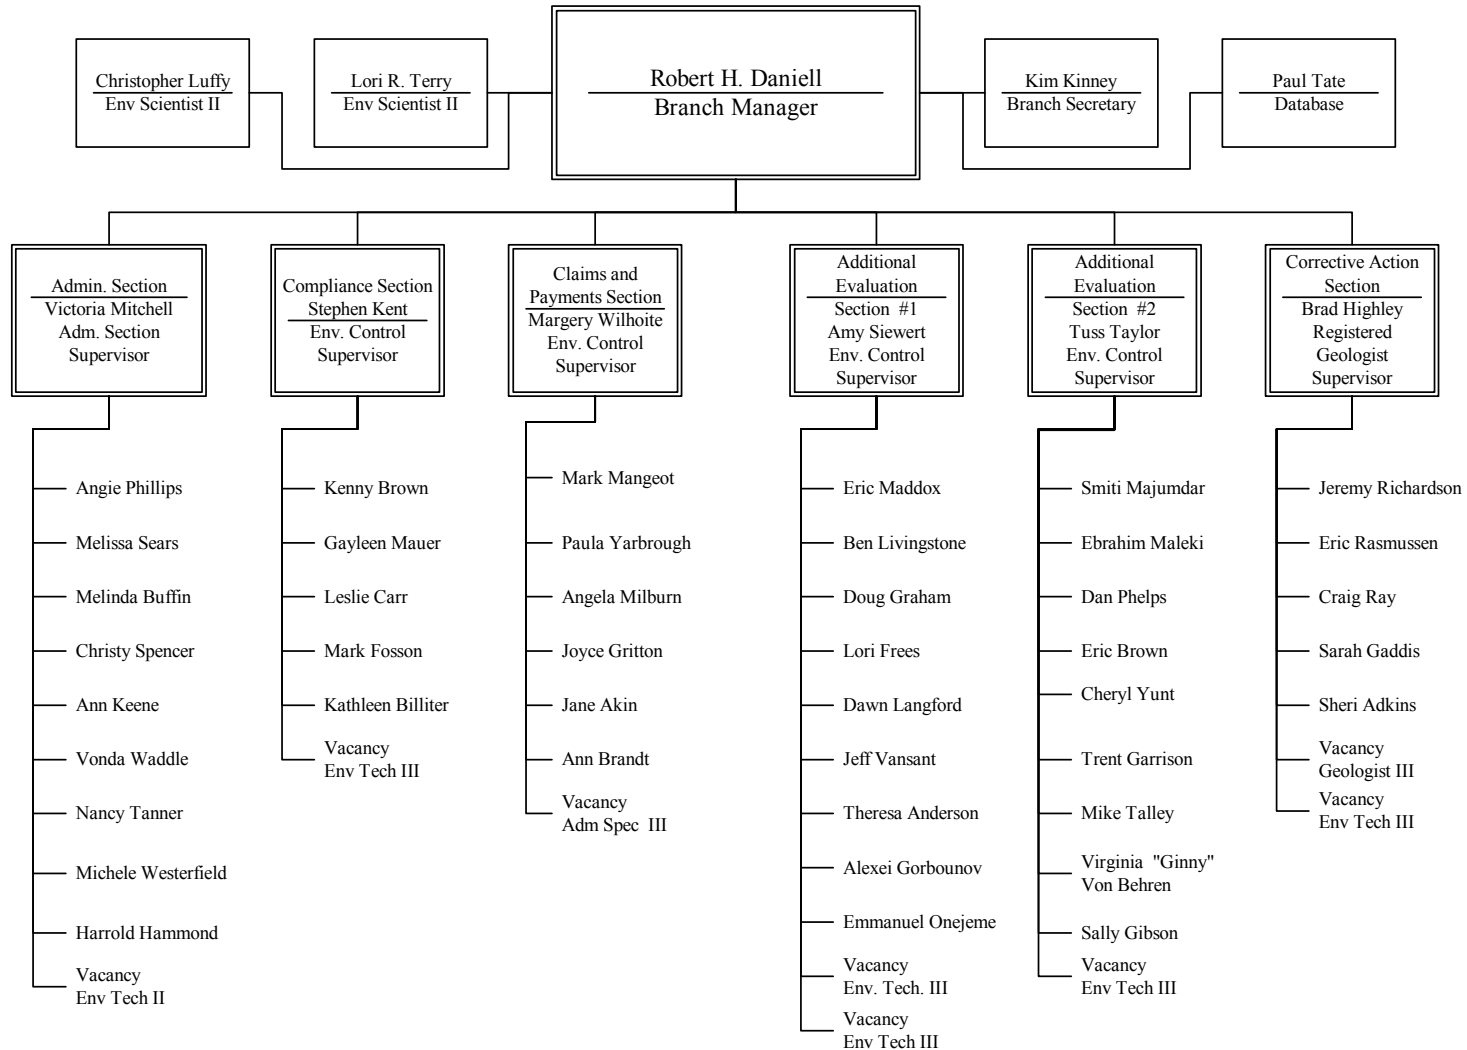 Christopher Luffy
Env Scientist II
Lori R. Terry
Env Scientist II
Robert H. Daniell
Branch Manager
Kim Kinney
Branch Secretary
Paul Tate
Database
Admin. Section
Victoria Mitchell
Adm. Section
Supervisor
Compliance Section
Stephen Kent
Env. Control
Supervisor
Claims and
Payments Section
Margery Wilhoite
Env. Control
Supervisor
Additional
Evaluation
Section #1
Amy Siewert
Env. Control
Supervisor
Additional
Evaluation
Section #2
Tuss Taylor
Env. Control
Supervisor
Corrective Action
Section
Brad Highley
Registered
Geologist
Supervisor
Angie Phillips
Melissa Sears
Melinda Buffin
Christy Spencer
Ann Keene
Vonda Waddle
Nancy Tanner
Michele Westerfield
Harrold Hammond
Vacancy
Env Tech II
Kenny Brown
Gayleen Mauer
Leslie Carr
Mark Fosson
Kathleen Billiter
Vacancy
Env Tech III
Mark Mangeot
Paula Yarbrough
Angela Milburn
Joyce Gritton
Jane Akin
Ann Brandt
Vacancy
Adm Spec III
Eric Maddox
Ben Livingstone
Doug Graham
Lori Frees
Dawn Langford
Jeff Vansant
Theresa Anderson
Alexei Gorbounov
Emmanuel Onejeme
Vacancy
Env. Tech. III
Vacancy
Env Tech III
Smiti Majumdar
Ebrahim Maleki
Dan Phelps
Eric Brown
Cheryl Yunt
Trent Garrison
Mike Talley
Virginia "Ginny"
Von Behren
Sally Gibson
Vacancy
Env Tech III
Jeremy Richardson
Eric Rasmussen
Craig Ray
Sarah Gaddis
Sheri Adkins
Vacancy
Geologist III
Vacancy
Env Tech III